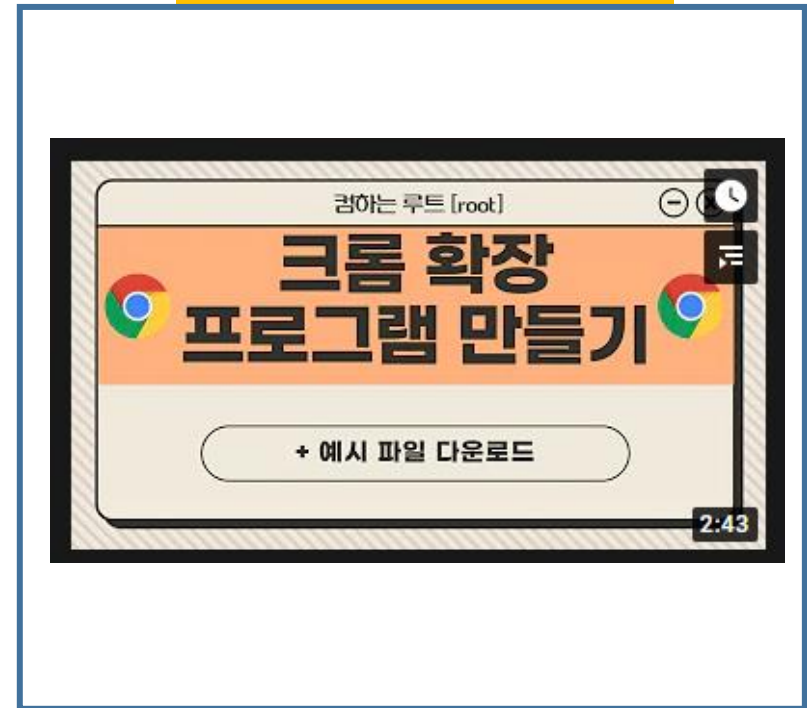 컴하는 루트 [root]
크롬 확장
프로그램 만들기
+ 예시 파일 다운로드
2:43